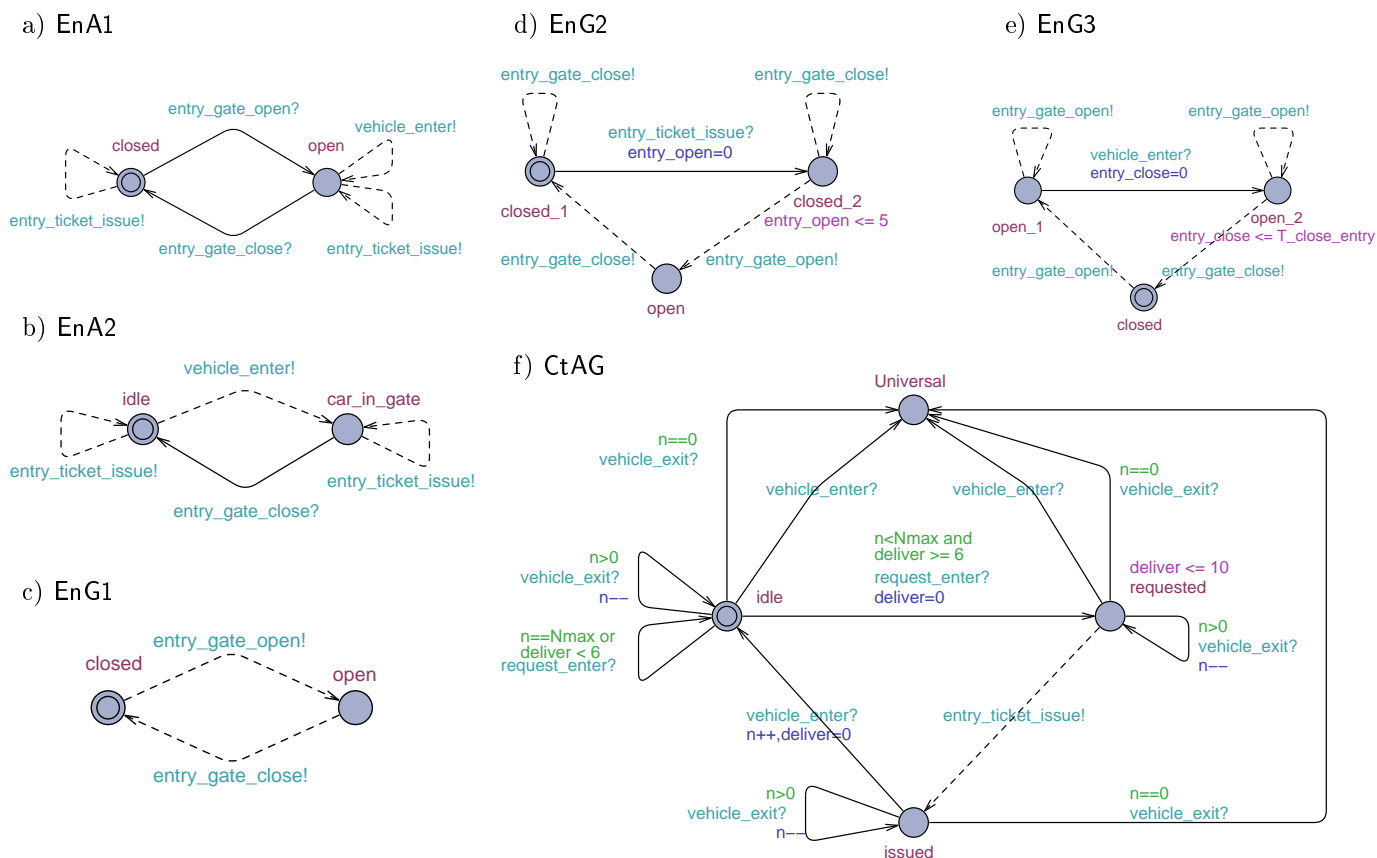 a) EnA1
entry_gate_open?
closed
open
vehicle_enter!
entry_ticket_issue!
entry_gate_close?
entry_ticket_issue!
b) EnA2
vehicle_enter!
idle
car_in_gate
entry_ticket_issue!
entry_ticket_issue!
entry_gate_close?
c) EnG1
entry_gate_open!
closed
open
entry_gate_close!
d) EnG2
entry_gate_close!
entry_gate_close!
entry_ticket_issue?
entry_open=0
closed_1
closed_2
entry_open <= 5
entry_gate_close!
entry_gate_open!
open
e) EnG3
entry_gate_open!
entry_gate_open!
vehicle_enter?
entry_close=0
open_1
open_2
entry_close <= T_close_entry
entry_gate_open!
entry_gate_close!
closed
f) CtAG
Universal
n==0
vehicle_exit?
vehicle_enter?
vehicle_enter?
n==0
vehicle_exit?
n>0
vehicle_exit?
n−−
idle
n<Nmax and
deliver >= 6
request_enter?
deliver=0
deliver <= 10
requested
n==Nmax or
deliver < 6
request_enter?
n>0
vehicle_exit?
n−−
vehicle_enter?
n++,deliver=0
entry_ticket_issue!
n>0
vehicle_exit?
n−−
n==0
vehicle_exit?
issued